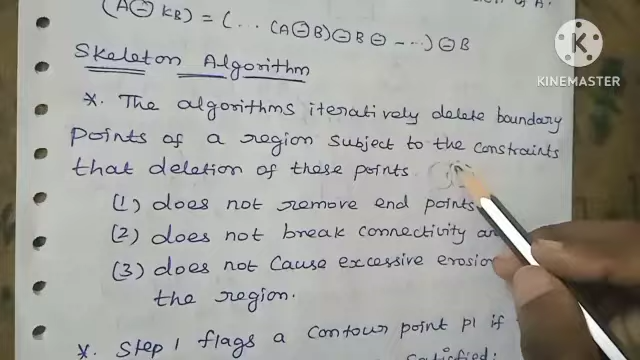 (A ⊖ kB) = (... (A ⊖ B) ⊖ B ⊖ - ...) ⊖ B
Skeleton Algorithm
*. The algorithms iteratively delete boundary
points of a region subject to the constraints
that deletion of these points.
(1) does not remove end points
(2) does not break connectivity
(3) does not cause excessive erosion
the region.
*. Step 1 flags a contour point p1 if
satisfied:
K
KINEMASTER